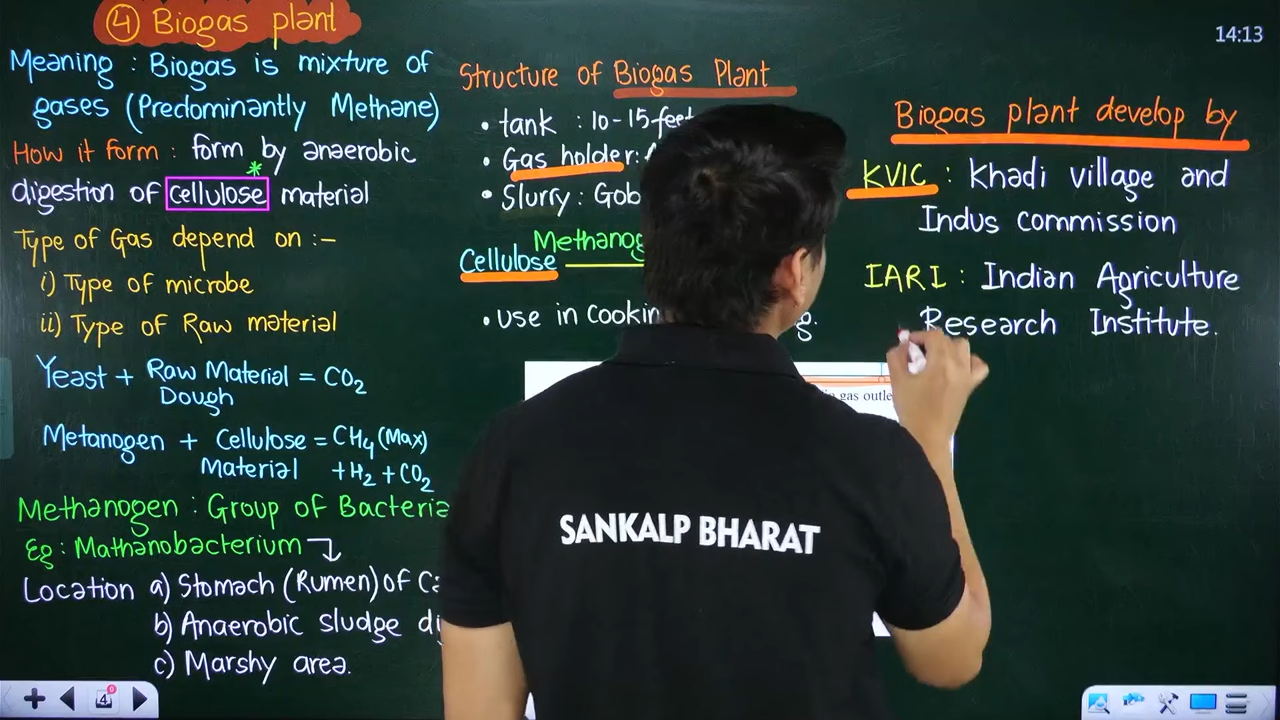 ④ Biogas plant
Meaning : Biogas is mixture of
gases (Predominantly Methane)
How it form : form by anaerobic
digestion of cellulose material
*
Type of Gas depend on :-
i) Type of microbe
ii) Type of Raw material
Yeast + Raw Material = CO2
Dough
Metanogen + Cellulose = CH4 (Max)
Material + H2 + CO2
Methanogen : Group of Bacteria
Eg : Mathanobacterium
Location a) Stomach (Rumen) of
b) Anaerobic sludge
c) Marshy area.
Structure of Biogas Plant
• tank : 10-15 feet
• Gas holder :
• Slurry : Gob
Methanog
Cellulose
• use in cookin
g.
gas outle
14:13
Biogas plant develop by
KVIC : Khadi village and
Indus commission
IARI : Indian Agriculture
Research Institute.
SANKALP BHARAT
4